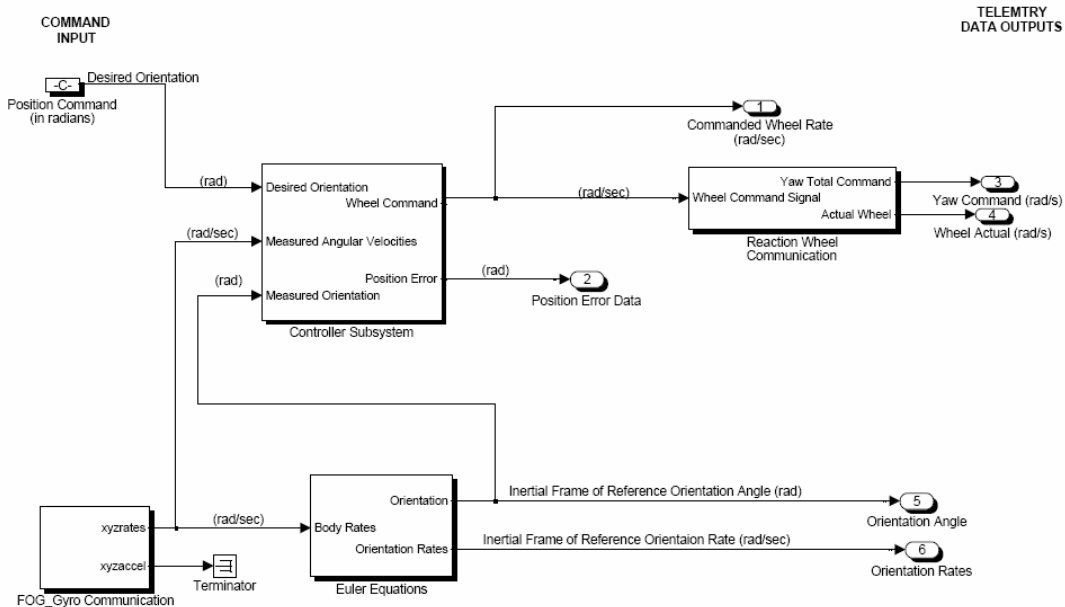 COMMAND
INPUT
TELEMTRY
DATA OUTPUTS
-C-
Desired Orientation
Position Command
(in radians)
1
Commanded Wheel Rate
(rad/sec)
(rad)
Desired Orientation
Wheel Command
(rad/sec)
Measured Angular Velocities
(rad)
Position Error
Measured Orientation
Controller Subsystem
(rad/sec)
Yaw Total Command
Wheel Command Signal
Actual Wheel
Reaction Wheel
Communication
3
Yaw Command (rad/s)
4
Wheel Actual (rad/s)
(rad)
2
Position Error Data
Orientation
Body Rates
Orientation Rates
Euler Equations
Inertial Frame of Reference Orientation Angle (rad)
5
Orientation Angle
Inertial Frame of Reference Orientaion Rate (rad/sec)
6
Orientation Rates
xyzrates
(rad/sec)
xyzaccel
Terminator
FOG_Gyro Communication